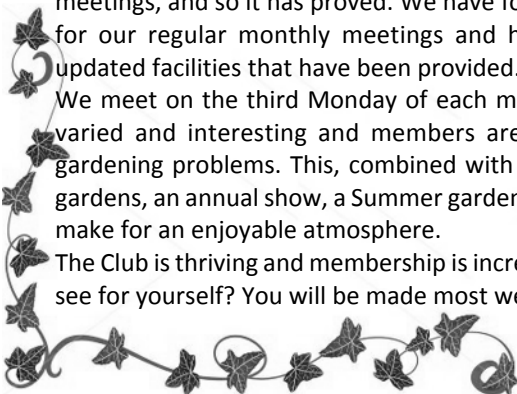 meetings, and so it has proved. We have fo
for our regular monthly meetings and h
updated facilities that have been provided.
We meet on the third Monday of each m
varied and interesting and members are
gardening problems. This, combined with
gardens, an annual show, a Summer garden
make for an enjoyable atmosphere.
The Club is thriving and membership is incre
see for yourself? You will be made most we